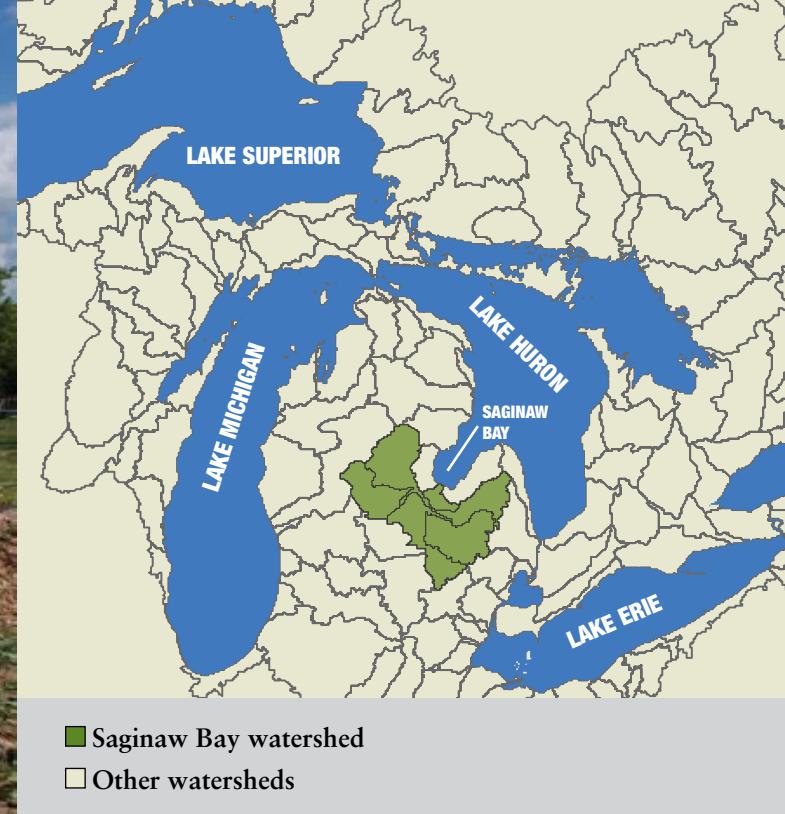 LAKE SUPERIOR
LAKE HURON
LAKE MICHIGAN
SAGINAW
BAY
LAKE ERIE
Saginaw Bay watershed
Other watersheds